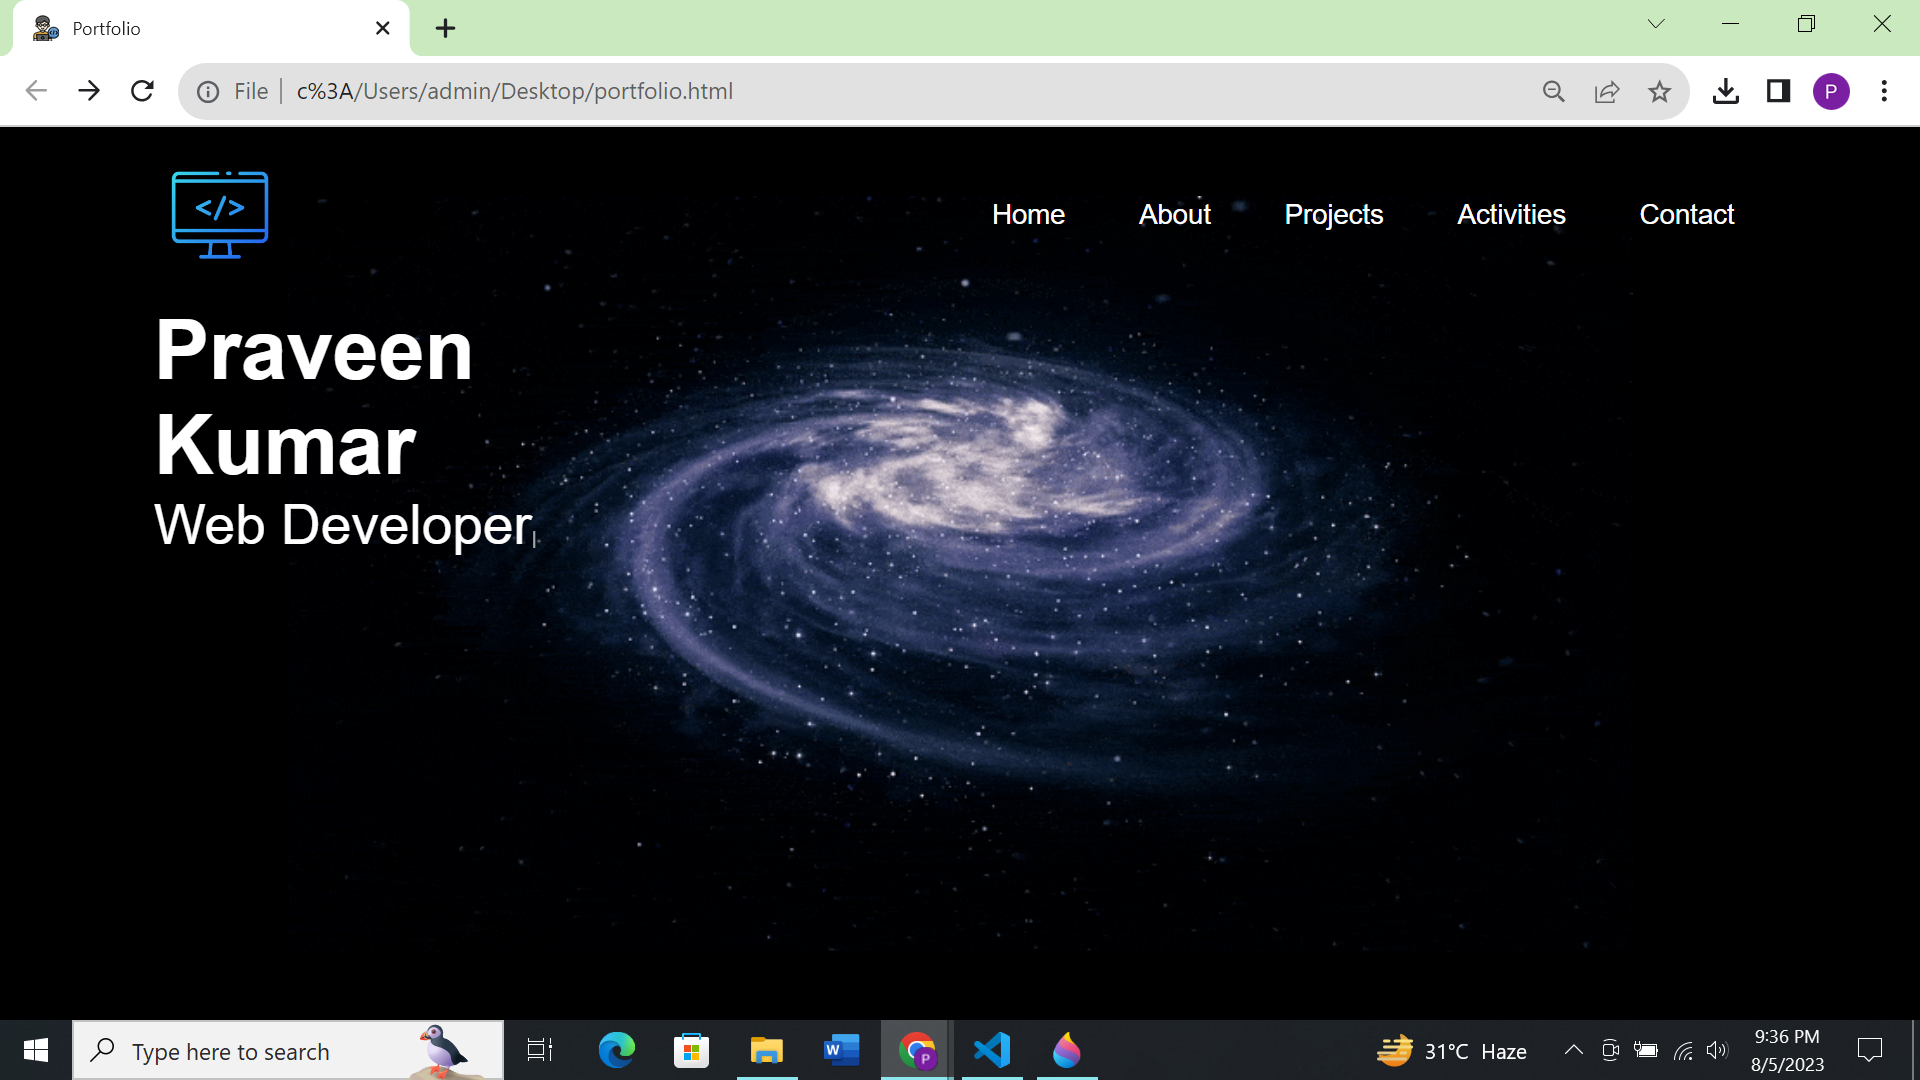 Portfolio
File
c%3A/Users/admin/Desktop/portfolio.html
P
</>
Home About Projects Activities Contact
Praveen
Kumar
Web Developer
Type here to search
W
P
31°C Haze
9:36 PM
8/5/2023